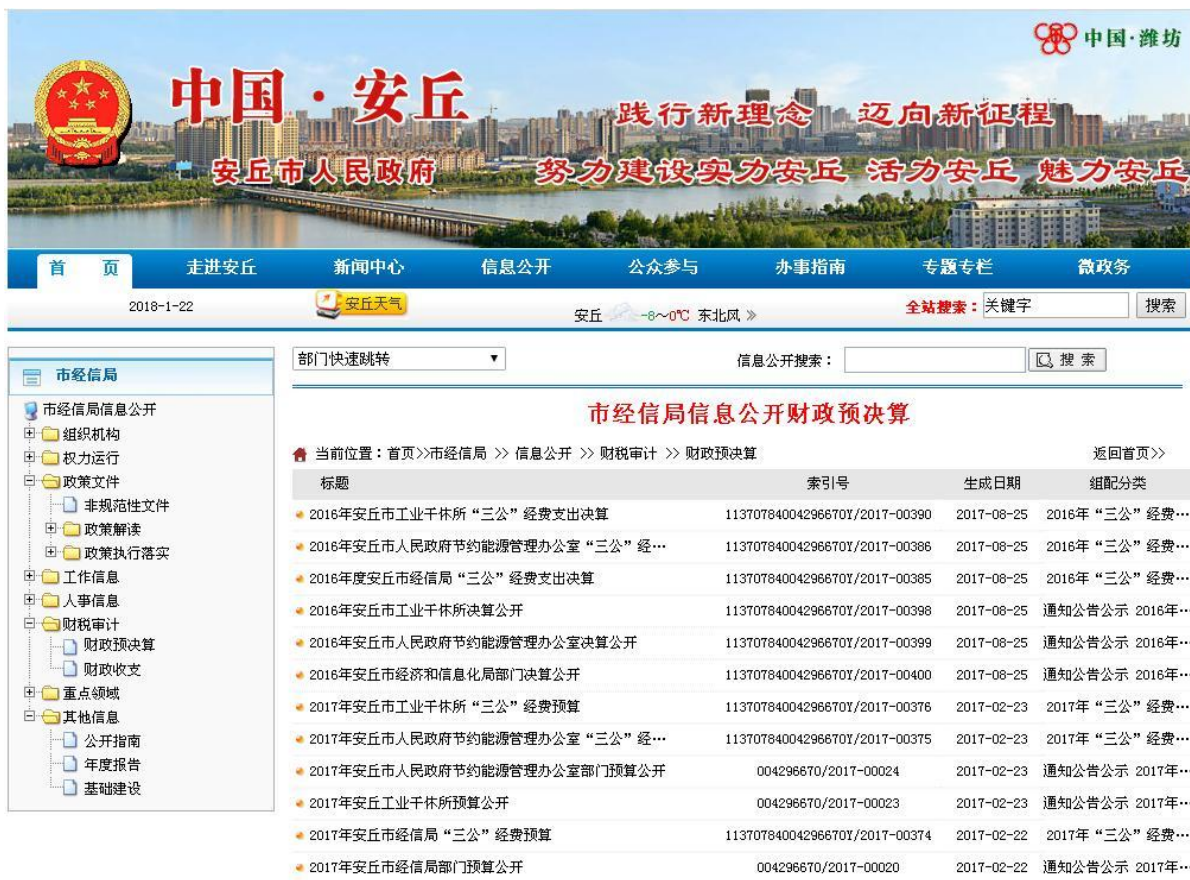 中国·潍坊
中国·安丘
践行新理念 迈向新征程
安丘市人民政府
努力建设实力安丘 活力安丘 魅力安丘
首 页 走进安丘 新闻中心 信息公开 公众参与 办事指南 专题专栏 微政务
2018-1-22 安丘天气 安丘 -8～0℃ 东北风 全站搜索：关键字 搜索
市经信局
市经信局信息公开
组织机构
权力运行
政策文件
非规范性文件
政策解读
政策执行落实
工作信息
人事信息
财税审计
财政预决算
财政收支
重点领域
其他信息
公开指南
年度报告
基础建设
部门快速跳转 信息公开搜索： 搜 索
市经信局信息公开财政预决算
当前位置：首页>>市经信局 >> 信息公开 >> 财税审计 >> 财政预决算 返回首页>>
标题 索引号 生成日期 组配分类
2016年安丘市工业干休所“三公”经费支出决算 11370784004296670Y/2017-00390 2017-08-25 2016年“三公”经费…
2016年安丘市人民政府节约能源管理办公室“三公”经… 11370784004296670Y/2017-00386 2017-08-25 2016年“三公”经费…
2016年度安丘市经信局“三公”经费支出决算 11370784004296670Y/2017-00385 2017-08-25 2016年“三公”经费…
2016年安丘市工业干休所决算公开 11370784004296670Y/2017-00398 2017-08-25 通知公告公示 2016年…
2016年安丘市人民政府节约能源管理办公室决算公开 11370784004296670Y/2017-00399 2017-08-25 通知公告公示 2016年…
2016年安丘市经济和信息化局部门决算公开 11370784004296670Y/2017-00400 2017-08-25 通知公告公示 2016年…
2017年安丘市工业干休所“三公”经费预算 11370784004296670Y/2017-00376 2017-02-23 2017年“三公”经费…
2017年安丘市人民政府节约能源管理办公室“三公”经… 11370784004296670Y/2017-00375 2017-02-23 2017年“三公”经费…
2017年安丘市人民政府节约能源管理办公室部门预算公开 004296670/2017-00024 2017-02-23 通知公告公示 2017年…
2017年安丘工业干休所预算公开 004296670/2017-00023 2017-02-23 通知公告公示 2017年…
2017年安丘市经信局“三公”经费预算 11370784004296670Y/2017-00374 2017-02-22 2017年“三公”经费…
2017年安丘市经信局部门预算公开 004296670/2017-00020 2017-02-22 通知公告公示 2017年…